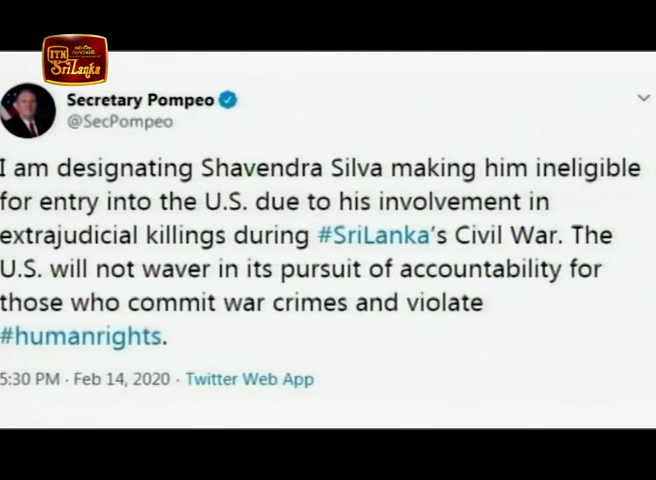 ITN
SriLanka
Secretary Pompeo
@SecPompeo
I am designating Shavendra Silva making him ineligible
for entry into the U.S. due to his involvement in
extrajudicial killings during #SriLanka's Civil War. The
U.S. will not waver in its pursuit of accountability for
those who commit war crimes and violate
#humanrights.
5:30 PM · Feb 14, 2020 · Twitter Web App